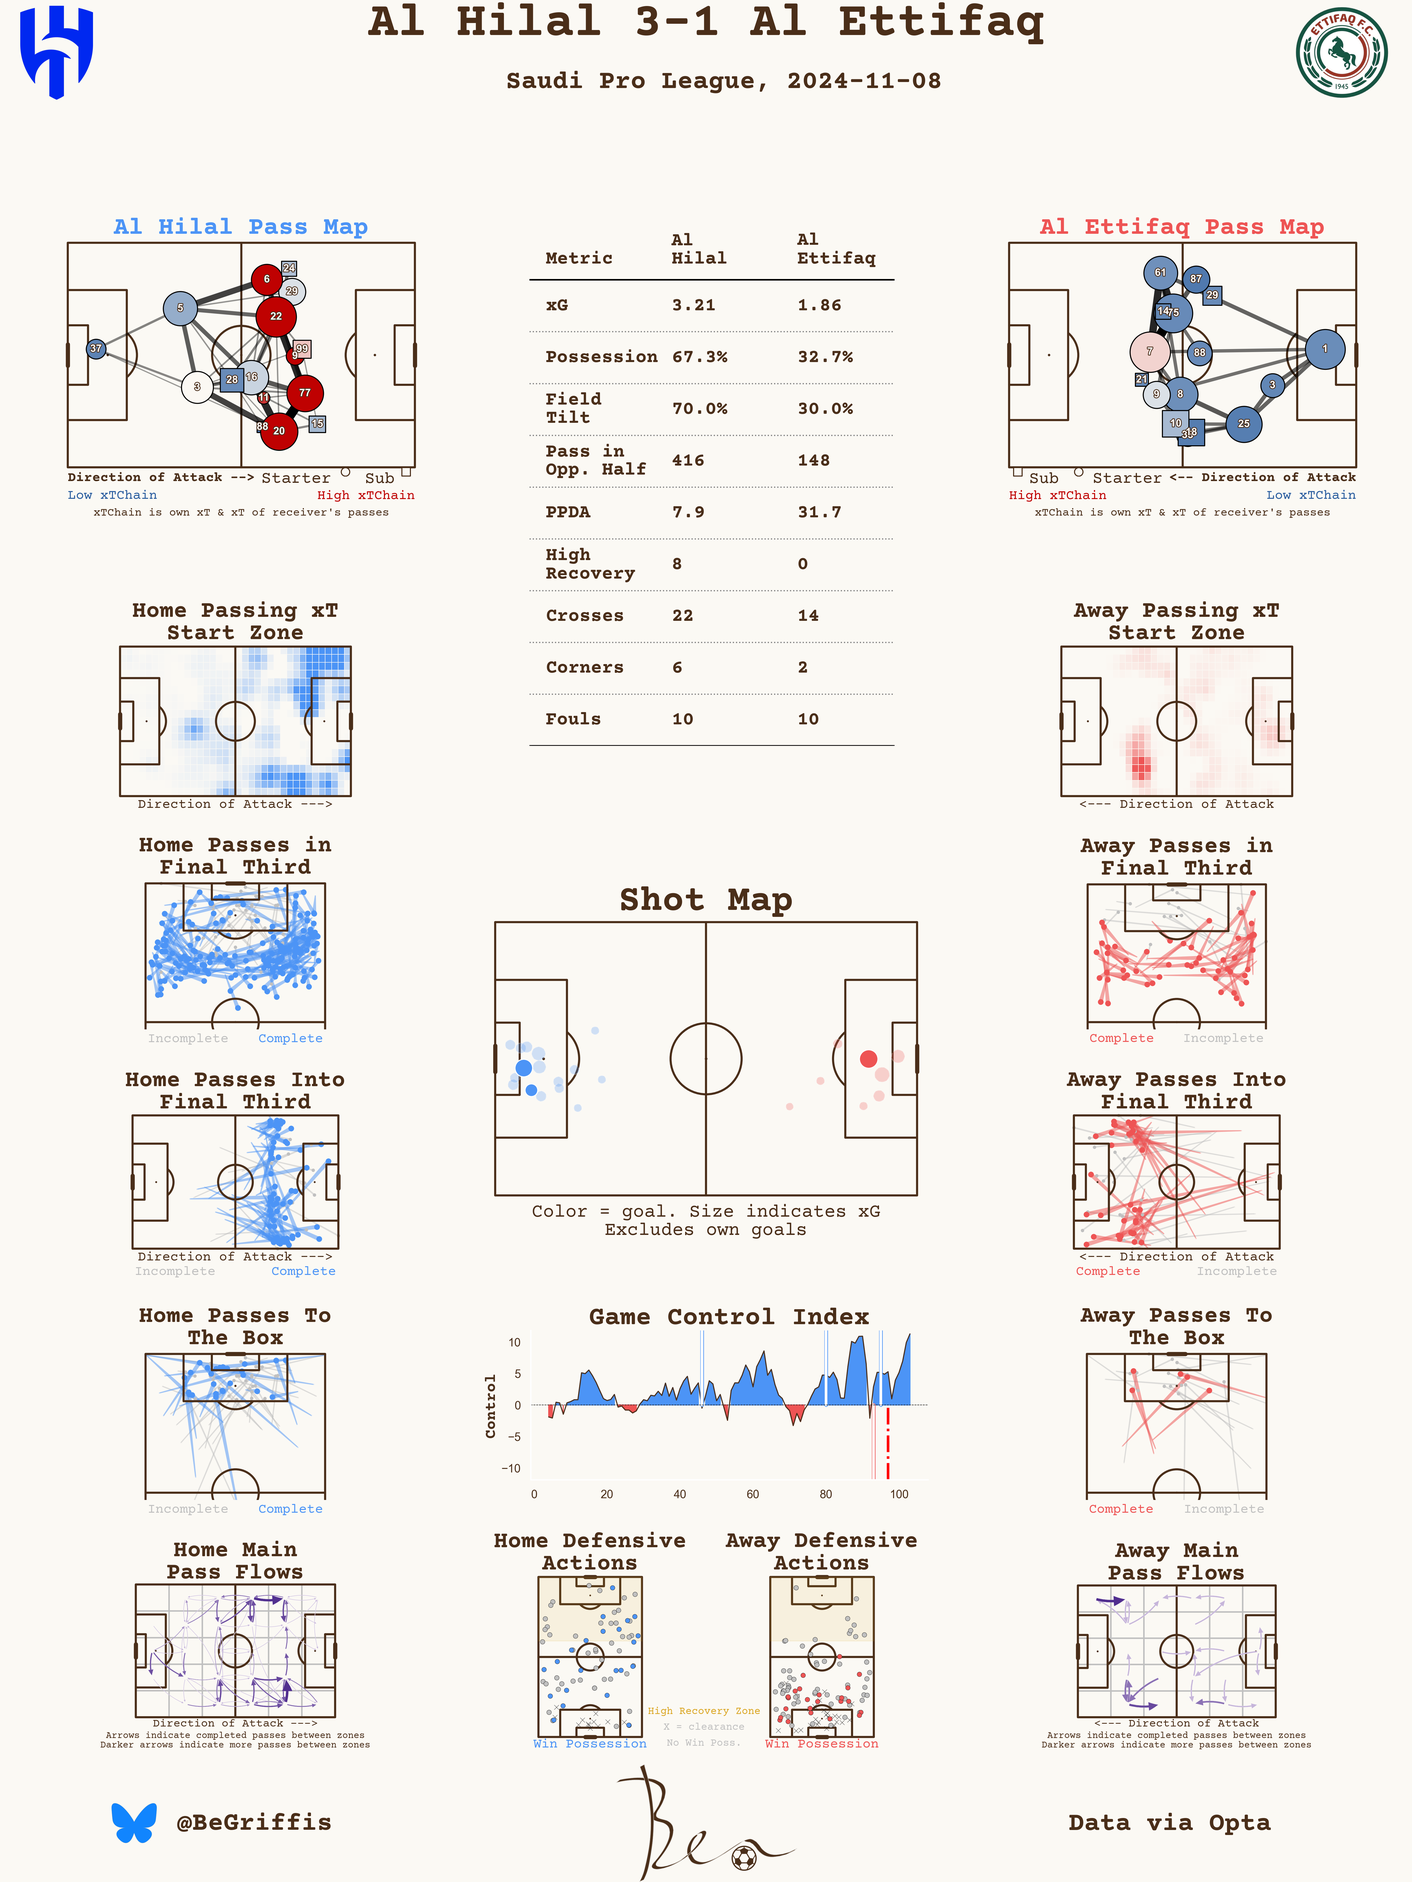 Al Hilal 3-1 Al Ettifaq
Saudi Pro League, 2024-11-08
ETTIFAQ F.C.
1945
Al Hilal Pass Map
6
24
29
5
22
37
99
9
3
28
16
11
77
88
20
15
Direction of Attack --> Starter Sub
Low xTChain High xTChain
xTChain is own xT & xT of receiver's passes
Metric Al Hilal Al Ettifaq
xG 3.21 1.86
Possession 67.3% 32.7%
Field Tilt 70.0% 30.0%
Pass in Opp. Half 416 148
PPDA 7.9 31.7
High Recovery 8 0
Crosses 22 14
Corners 6 2
Fouls 10 10
Al Ettifaq Pass Map
61
87
29
14
75
7
88
1
21
9
8
3
10
18
25
Sub Starter <-- Direction of Attack
High xTChain Low xTChain
xTChain is own xT & xT of receiver's passes
Home Passing xT
Start Zone
Direction of Attack --->
Away Passing xT
Start Zone
<--- Direction of Attack
Home Passes in
Final Third
Incomplete Complete
Away Passes in
Final Third
Complete Incomplete
Shot Map
Color = goal. Size indicates xG
Excludes own goals
Home Passes Into
Final Third
Direction of Attack --->
Incomplete Complete
Away Passes Into
Final Third
<--- Direction of Attack
Complete Incomplete
Home Passes To
The Box
Incomplete Complete
Game Control Index
Control
10
5
0
−5
−10
0 20 40 60 80 100
Away Passes To
The Box
Complete Incomplete
Home Main
Pass Flows
Direction of Attack --->
Arrows indicate completed passes between zones
Darker arrows indicate more passes between zones
Home Defensive
Actions
Win Possession
Away Defensive
Actions
Win Possession
High Recovery Zone
X = clearance
No Win Poss.
Away Main
Pass Flows
<--- Direction of Attack
Arrows indicate completed passes between zones
Darker arrows indicate more passes between zones
@BeGriffis
Ben
Data via Opta